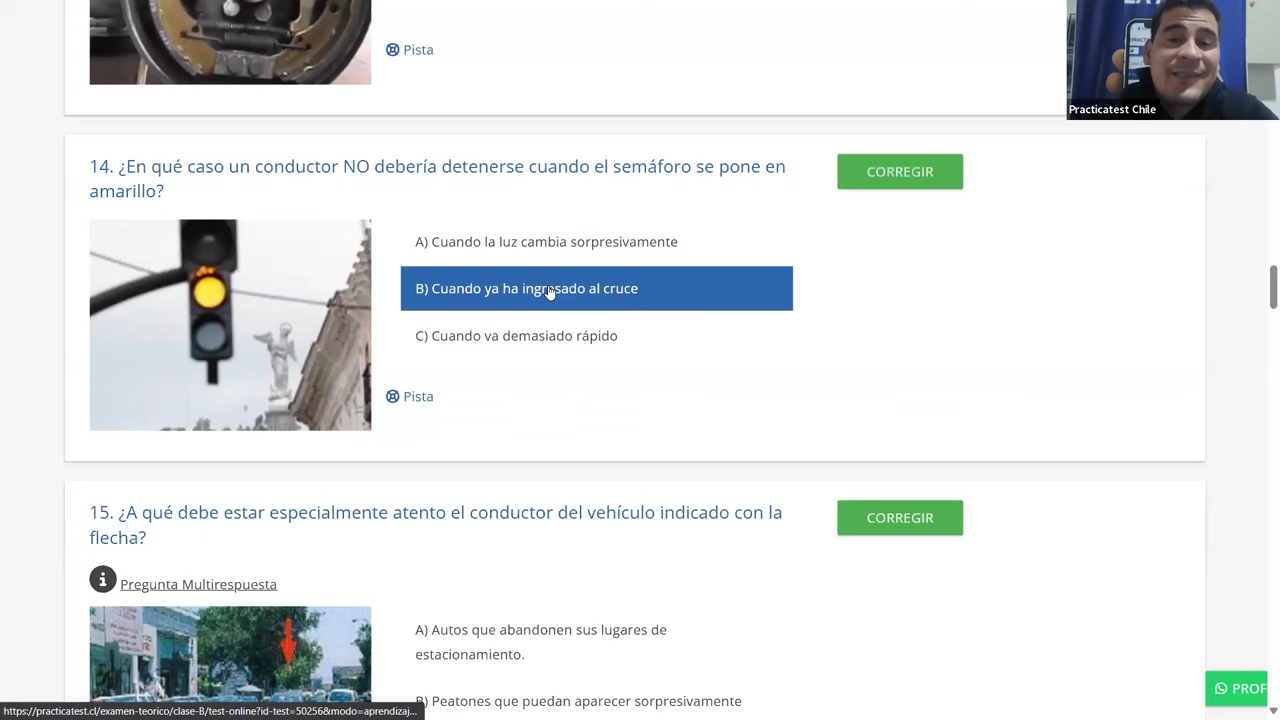 Pista
Practicatest Chile
14. ¿En qué caso un conductor NO debería detenerse cuando el semáforo se pone en
amarillo?
CORREGIR
A) Cuando la luz cambia sorpresivamente
B) Cuando ya ha ingresado al cruce
C) Cuando va demasiado rápido
Pista
15. ¿A qué debe estar especialmente atento el conductor del vehículo indicado con la
flecha?
CORREGIR
Pregunta Multirespuesta
A) Autos que abandonen sus lugares de
estacionamiento.
B) Peatones que puedan aparecer sorpresivamente
PROF
https://practicatest.cl/examen-teorico/clase-B/test-online?id-test=50256&modo=aprendizaj...